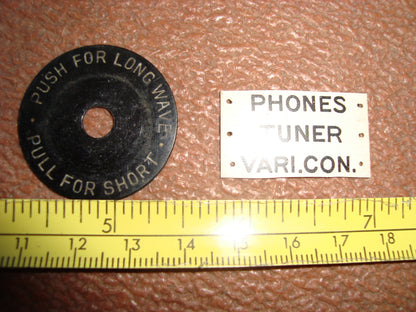 · PUSH FOR LONG WAVE ·
PULL FOR SHORT
PHONES
TUNER
VARI.CON.
5 6 7
11 12 13 14 15 16 17 18